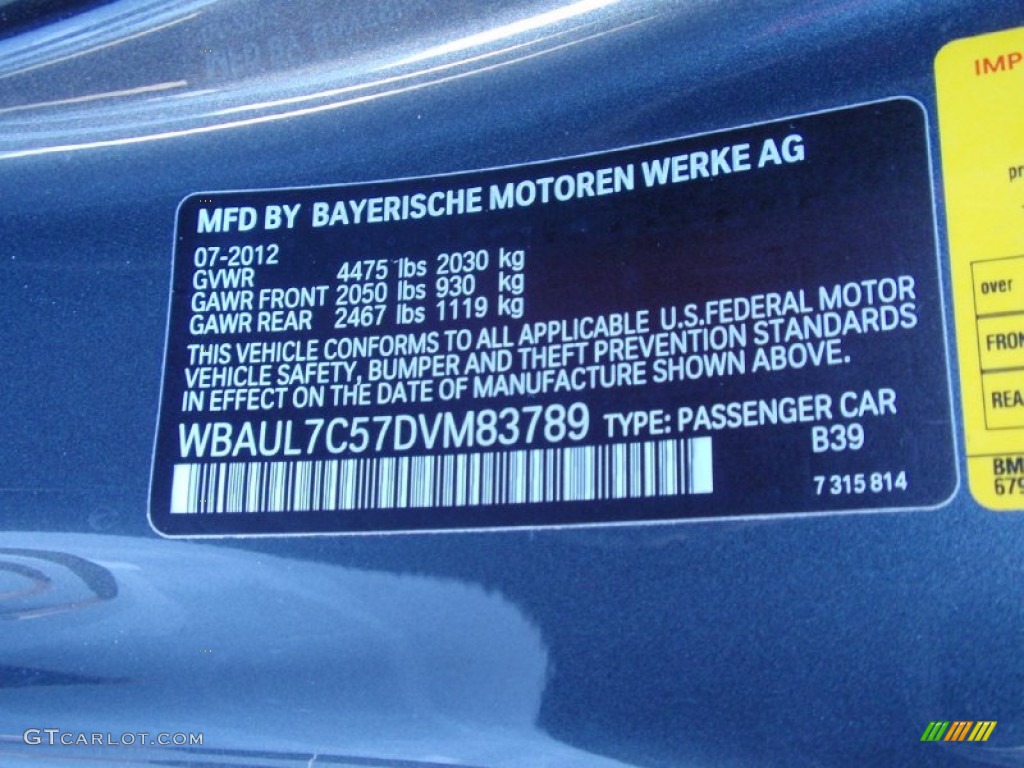 MFD BY BAYERISCHE MOTOREN WERKE AG
07-2012
GVWR 4475 lbs 2030 kg
GAWR FRONT 2050 lbs 930 kg
GAWR REAR 2467 lbs 1119 kg
THIS VEHICLE CONFORMS TO ALL APPLICABLE U.S.FEDERAL MOTOR
VEHICLE SAFETY, BUMPER AND THEFT PREVENTION STANDARDS
IN EFFECT ON THE DATE OF MANUFACTURE SHOWN ABOVE.
WBAUL7C57DVM83789 TYPE: PASSENGER CAR
B39
7 315 814
IMP
pr
over
FRON
REA
BM
679
GTCARLOT.COM